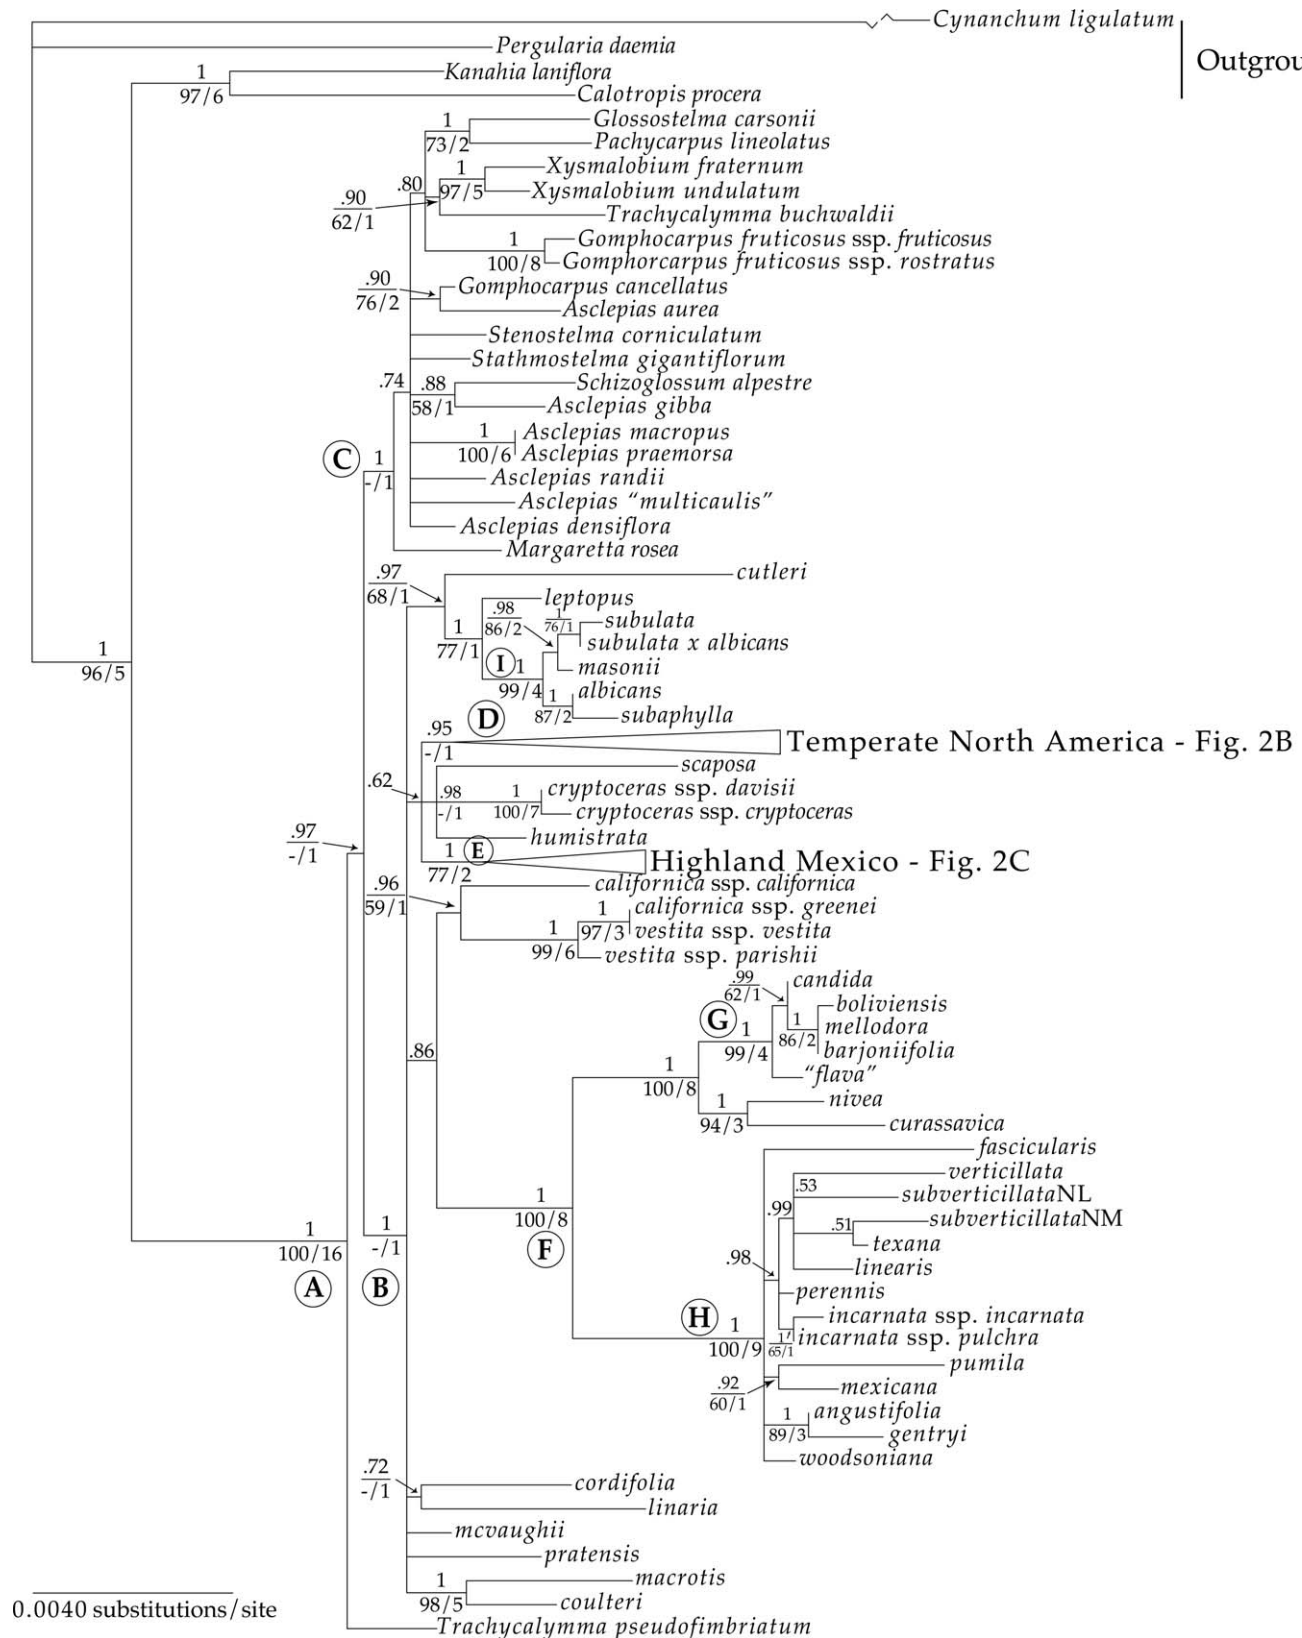 Cynanchum ligulatum
Pergularia daemia
Outgrou
1
Kanahia laniflora
97/6
Calotropis procera
Glossostelma carsonii
1
73/2
Pachycarpus lineolatus
Xysmalobium fraternum
1
.80
97/5
Xysmalobium undulatum
.90
62/1
Trachycalymma buchwaldii
1
Gomphocarpus fruticosus ssp. fruticosus
100/8
Gomphorcarpus fruticosus ssp. rostratus
.90
76/2
Gomphocarpus cancellatus
Asclepias aurea
Stenostelma corniculatum
Stathmostelma gigantiflorum
.74
.88
Schizoglossum alpestre
58/1
Asclepias gibba
1
Asclepias macropus
100/6
Asclepias praemorsa
C
1
-/1
Asclepias randii
Asclepias “multicaulis”
Asclepias densiflora
Margaretta rosea
.97
68/1
cutleri
leptopus
.98
86/2
1
76/1
subulata
1
77/1
subulata x albicans
1
96/5
I
1
masonii
99/4
1
albicans
87/2
subaphylla
D
.95
-/1
Temperate North America - Fig. 2B
scaposa
.62
.98
-/1
1
cryptoceras ssp. davisii
100/7
cryptoceras ssp. cryptoceras
humistrata
.97
-/1
1
E
77/2
Highland Mexico - Fig. 2C
.96
59/1
californica ssp. californica
1
californica ssp. greenei
1
97/3
vestita ssp. vestita
99/6
vestita ssp. parishii
.99
62/1
candida
boliviensis
G
1
1
86/2
mellodora
99/4
barjoniifolia
.86
1
100/8
“flava”
1
nivea
94/3
curassavica
fascicularis
verticillata
.53
subverticillataNL
1
100/8
.99
subverticillataNM
.51
texana
1
100/16
1
-/1
F
.98
linearis
A
B
perennis
H
1
incarnata ssp. incarnata
100/9
1
65/1
incarnata ssp. pulchra
pumila
.92
60/1
mexicana
1
angustifolia
89/3
gentryi
woodsoniana
.72
-/1
cordifolia
linaria
mcvaughii
pratensis
1
macrotis
98/5
coulteri
0.0040 substitutions/site
Trachycalymma pseudofimbriatum